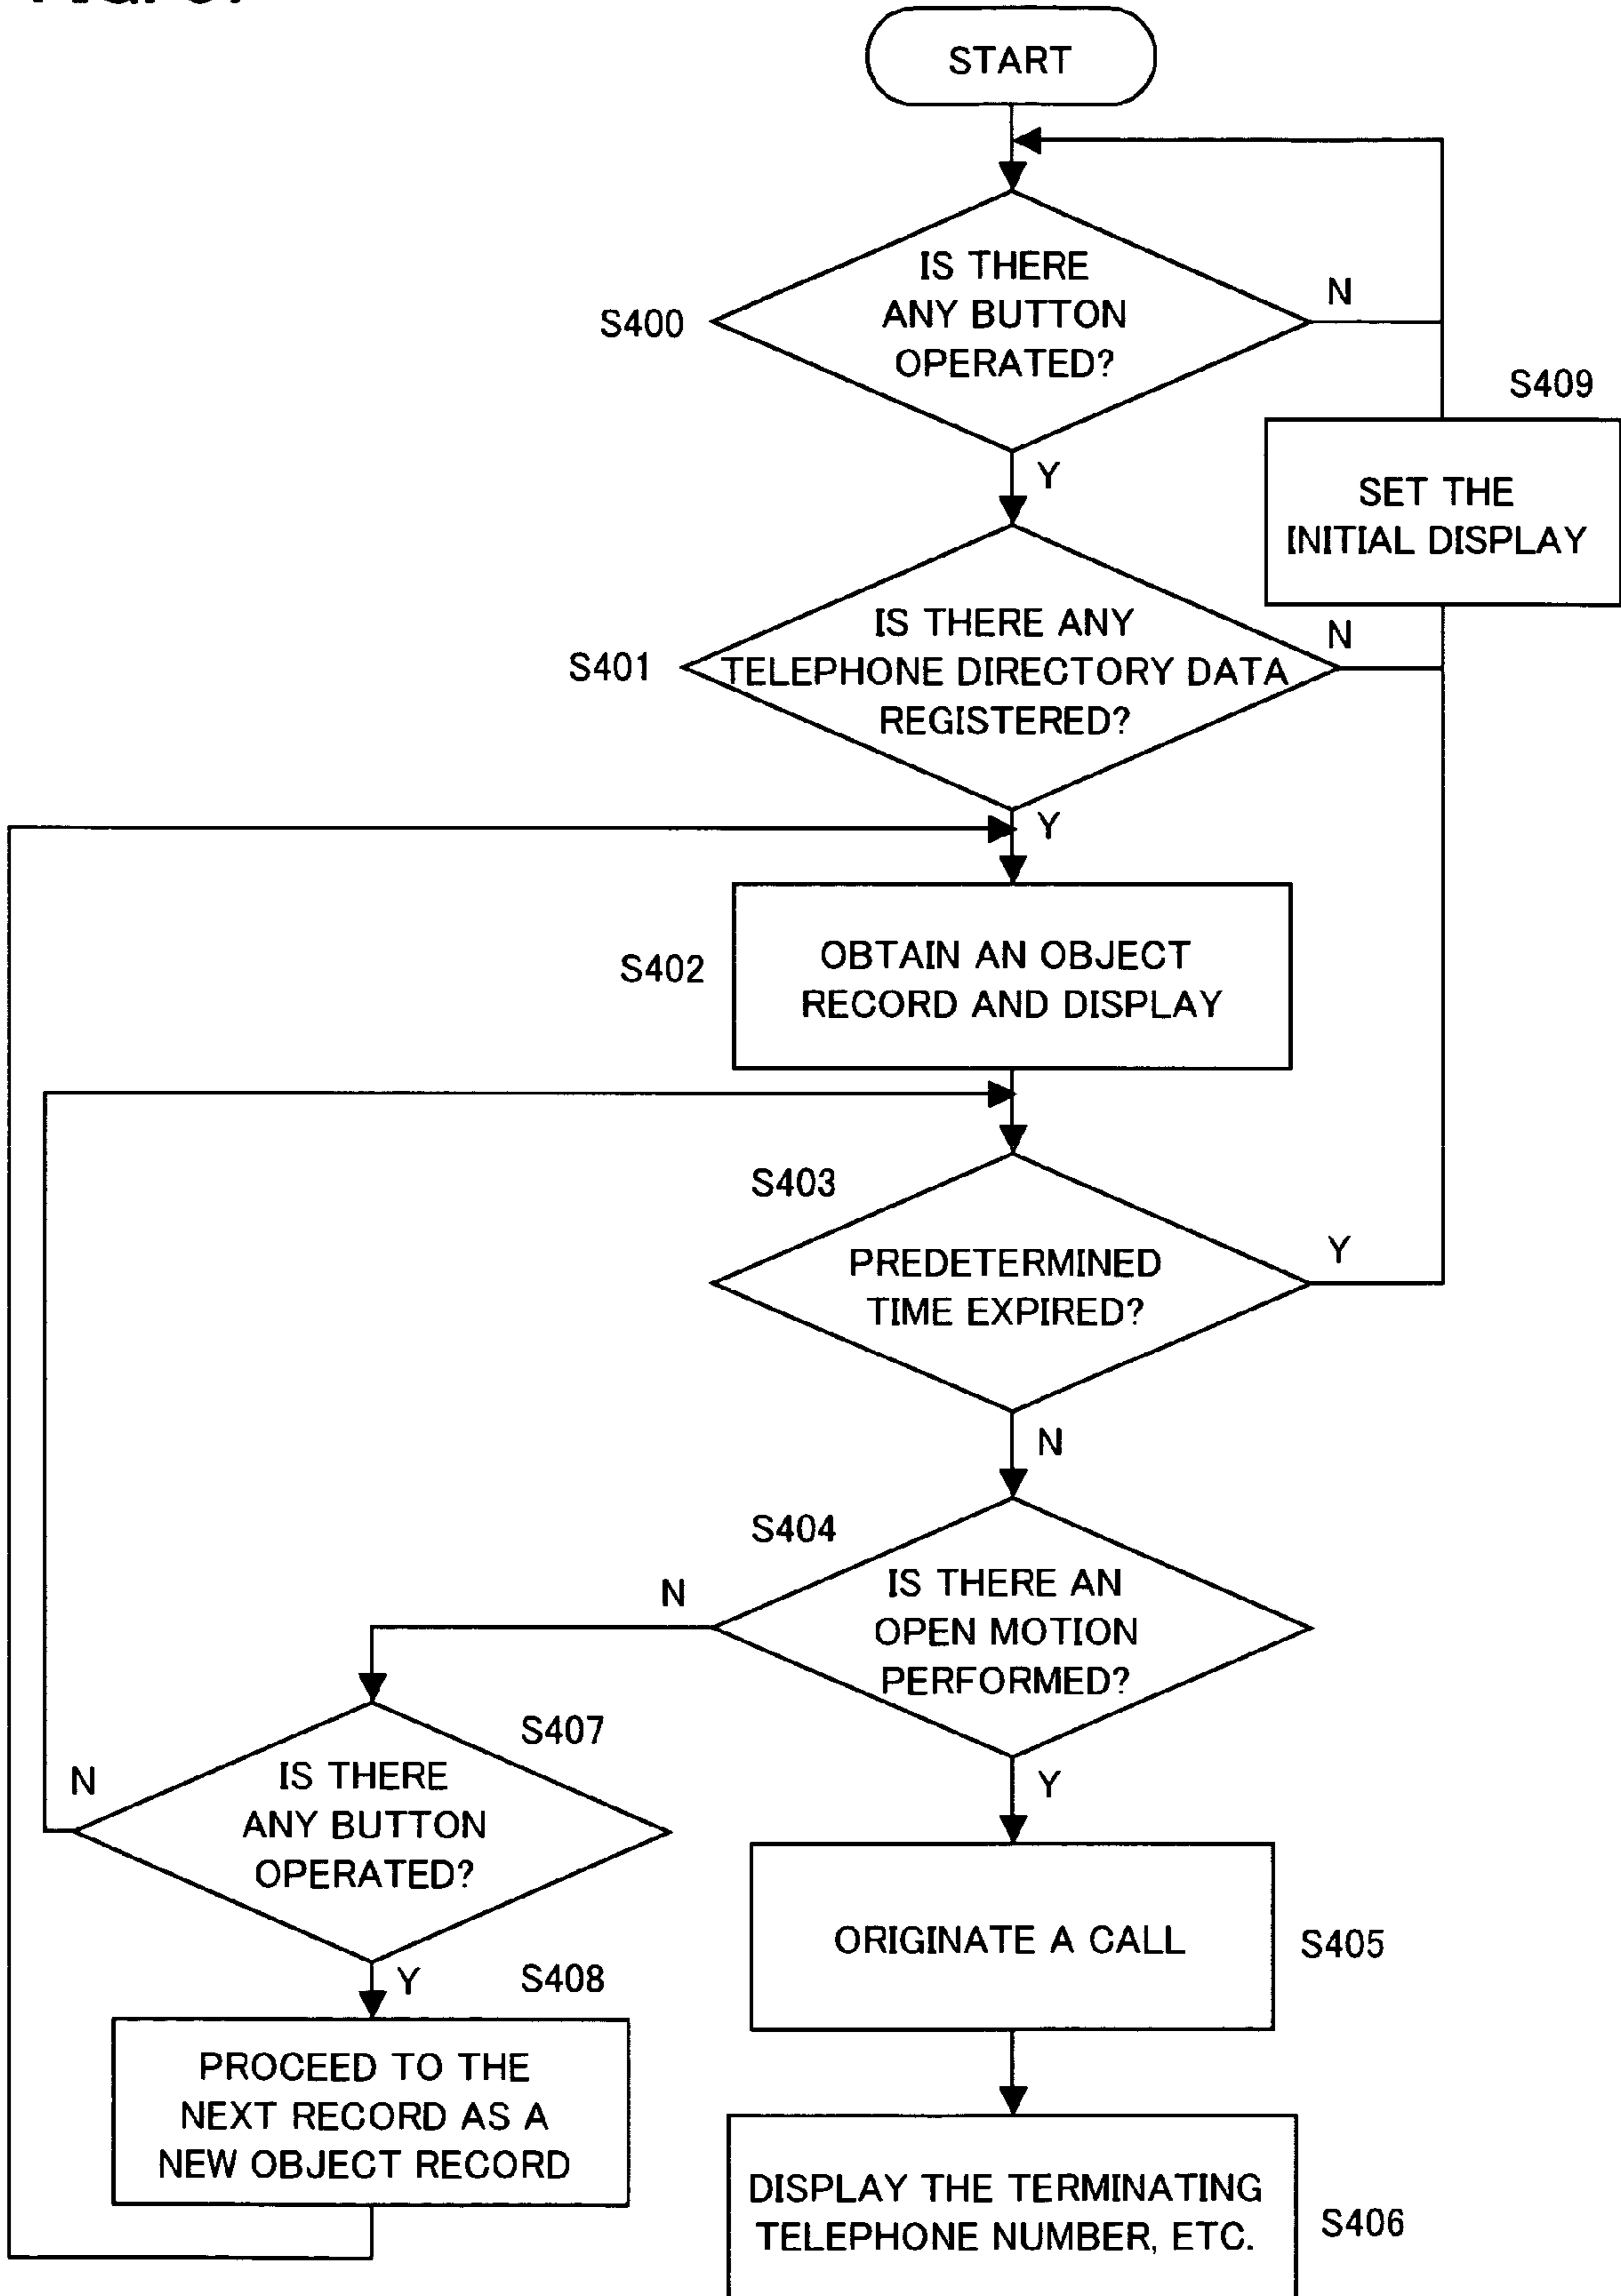 START
IS THERE
ANY BUTTON
OPERATED?
S400
N
Y
S409
SET THE
INITIAL DISPLAY
IS THERE ANY
TELEPHONE DIRECTORY DATA
REGISTERED?
S401
N
Y
OBTAIN AN OBJECT
RECORD AND DISPLAY
S402
S403
PREDETERMINED
TIME EXPIRED?
Y
N
S404
IS THERE AN
OPEN MOTION
PERFORMED?
N
Y
S407
IS THERE
ANY BUTTON
OPERATED?
N
Y
ORIGINATE A CALL
S405
S408
PROCEED TO THE
NEXT RECORD AS A
NEW OBJECT RECORD
DISPLAY THE TERMINATING
TELEPHONE NUMBER, ETC.
S406